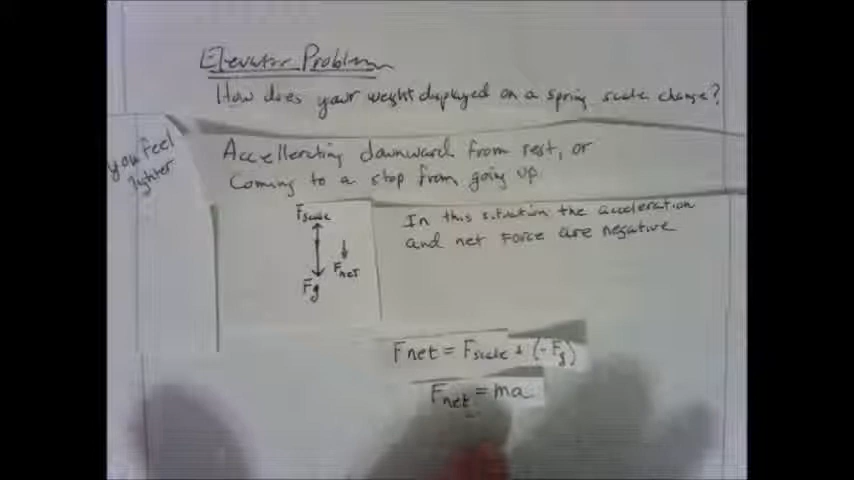 Elevator Problem
How does your weight displayed on a spring scale change?
you feel
lighter
Accellerating downward from rest, or
Coming to a stop from going up.
Fscale
Fnet
Fg
In this situation the acceleration
and net force are negative
Fnet = Fscale + (-Fg)
Fnet = ma